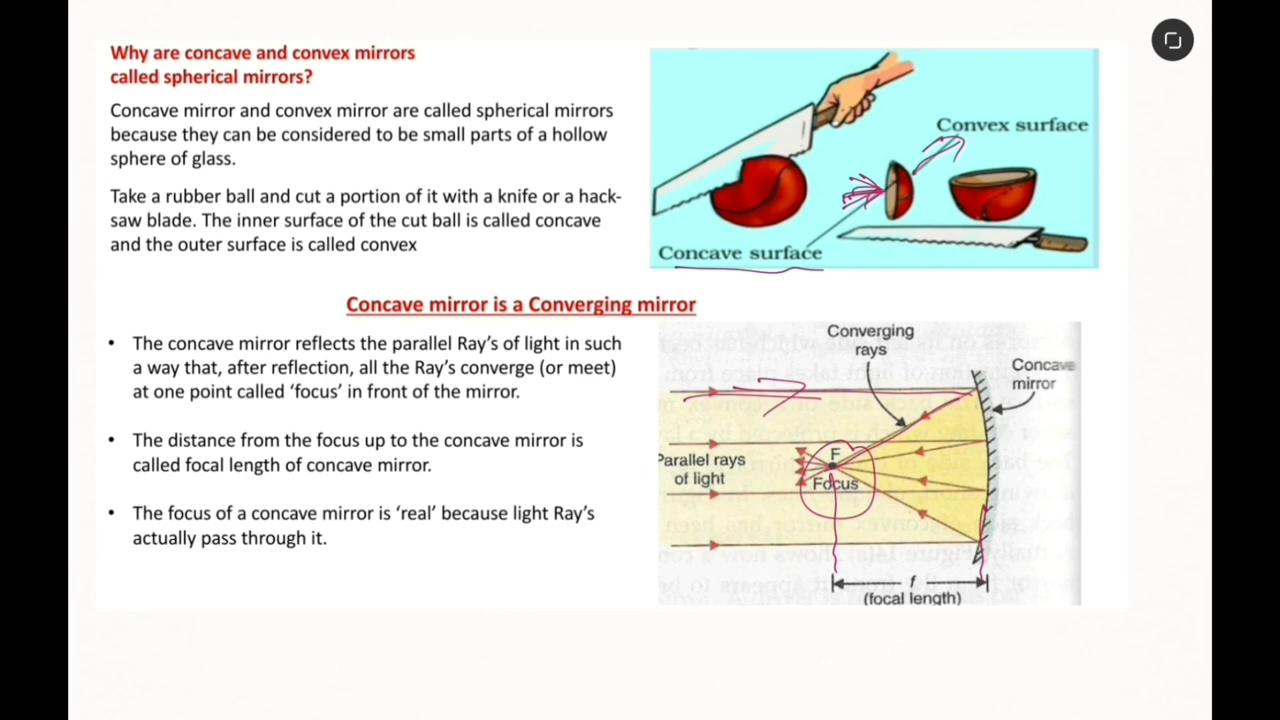 Why are concave and convex mirrors
called spherical mirrors?
Concave mirror and convex mirror are called spherical mirrors
because they can be considered to be small parts of a hollow
sphere of glass.
Take a rubber ball and cut a portion of it with a knife or a hack-
saw blade. The inner surface of the cut ball is called concave
and the outer surface is called convex
Convex surface
Concave surface
Concave mirror is a Converging mirror
• The concave mirror reflects the parallel Ray’s of light in such
a way that, after reflection, all the Ray’s converge (or meet)
at one point called ‘focus’ in front of the mirror.
• The distance from the focus up to the concave mirror is
called focal length of concave mirror.
• The focus of a concave mirror is ‘real’ because light Ray’s
actually pass through it.
Converging
rays
Concave
mirror
Parallel rays
of light
F
Focus
f
(focal length)